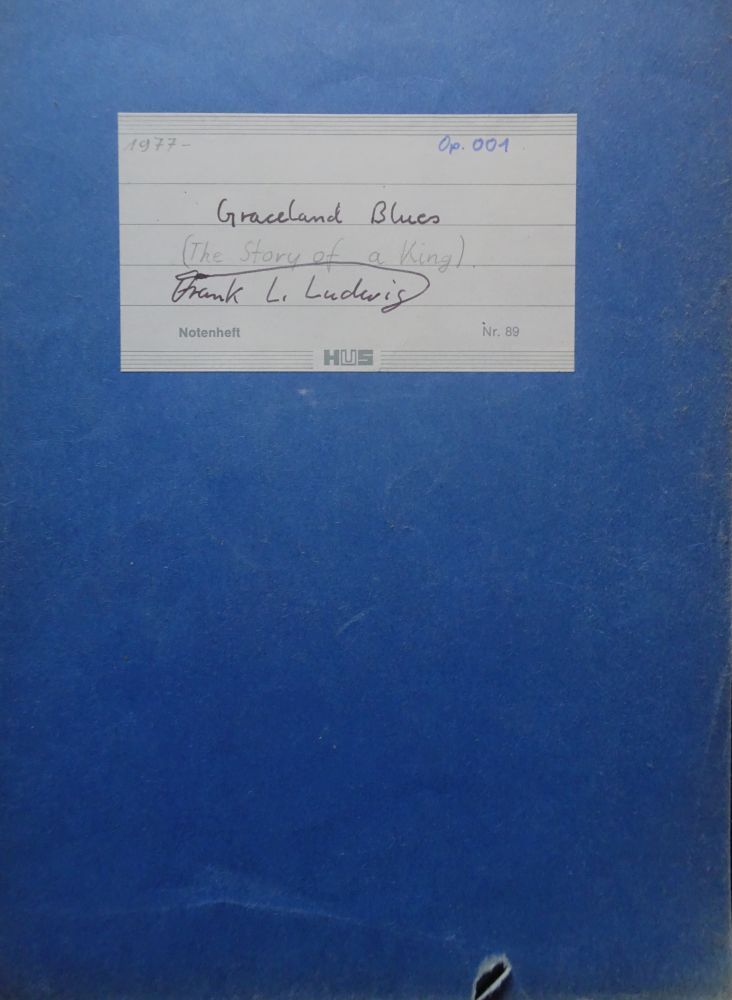 1977- Op. 001
Graceland Blues
(The Story of a King)
Frank L. Ludwig
Notenheft Nr. 89
HUS